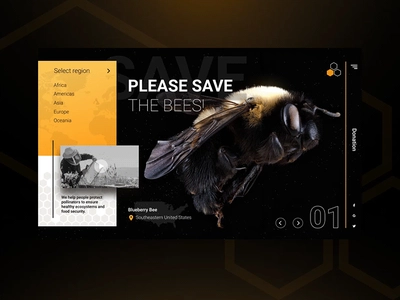 SAVE
Select region
Africa
Americas
Asia
Europe
Oceania
PLEASE SAVE
THE BEES!
We help people protect
pollinators to ensure
healthy ecosystems and
food security.
Blueberry Bee
Southeastern United States
01
Donation